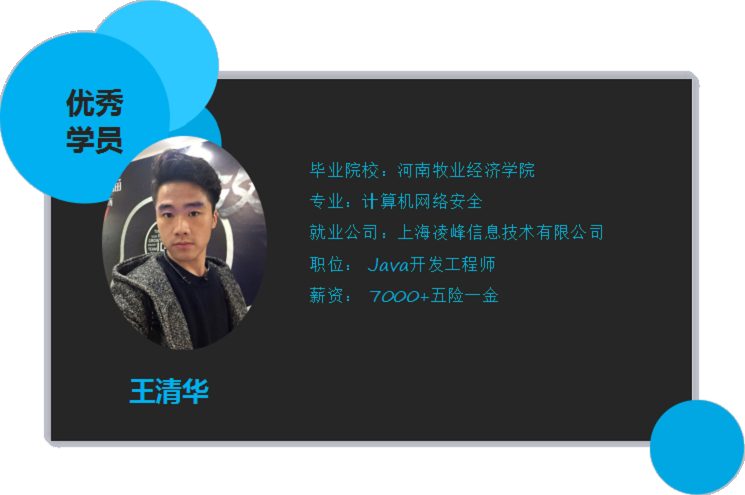 优秀
学员
毕业院校：河南牧业经济学院
专业：计算机网络安全
就业公司：上海凌峰信息技术有限公司
职位： Java开发工程师
薪资： 7000+五险一金
王清华